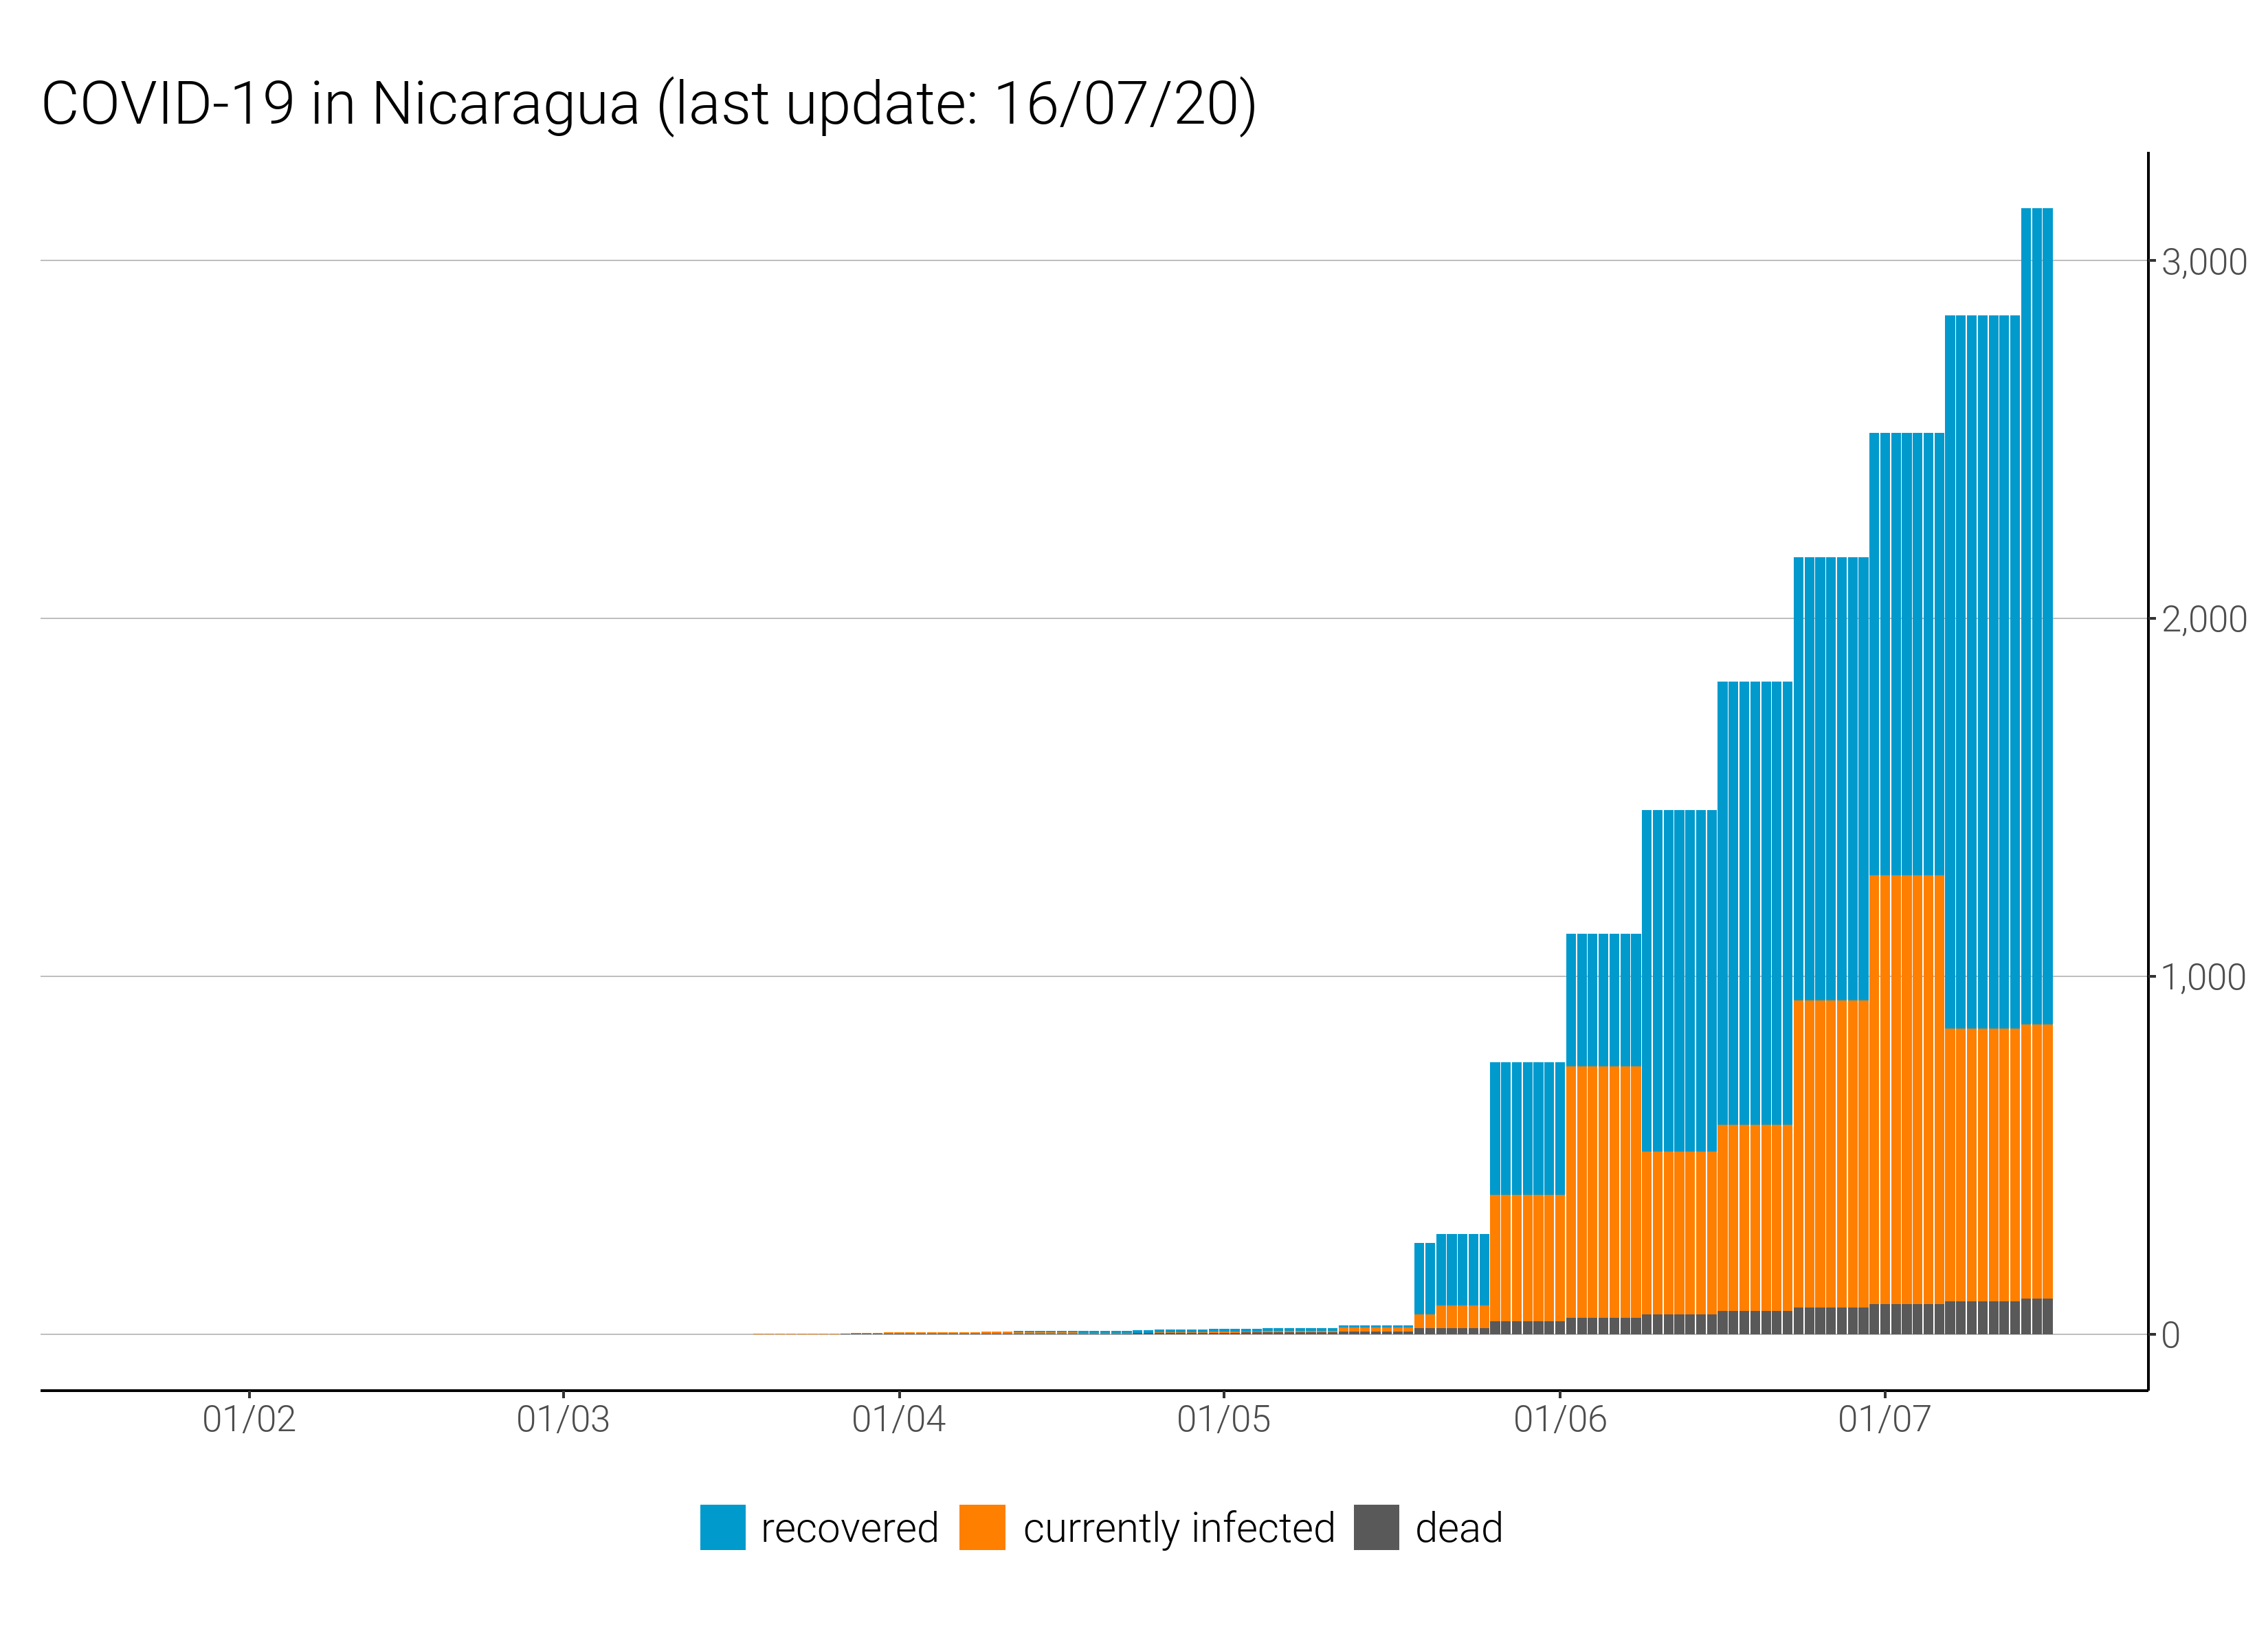 COVID-19 in Nicaragua (last update: 16/07/20)
3,000
2,000
1,000
0
01/02 01/03 01/04 01/05 01/06 01/07
recovered currently infected dead